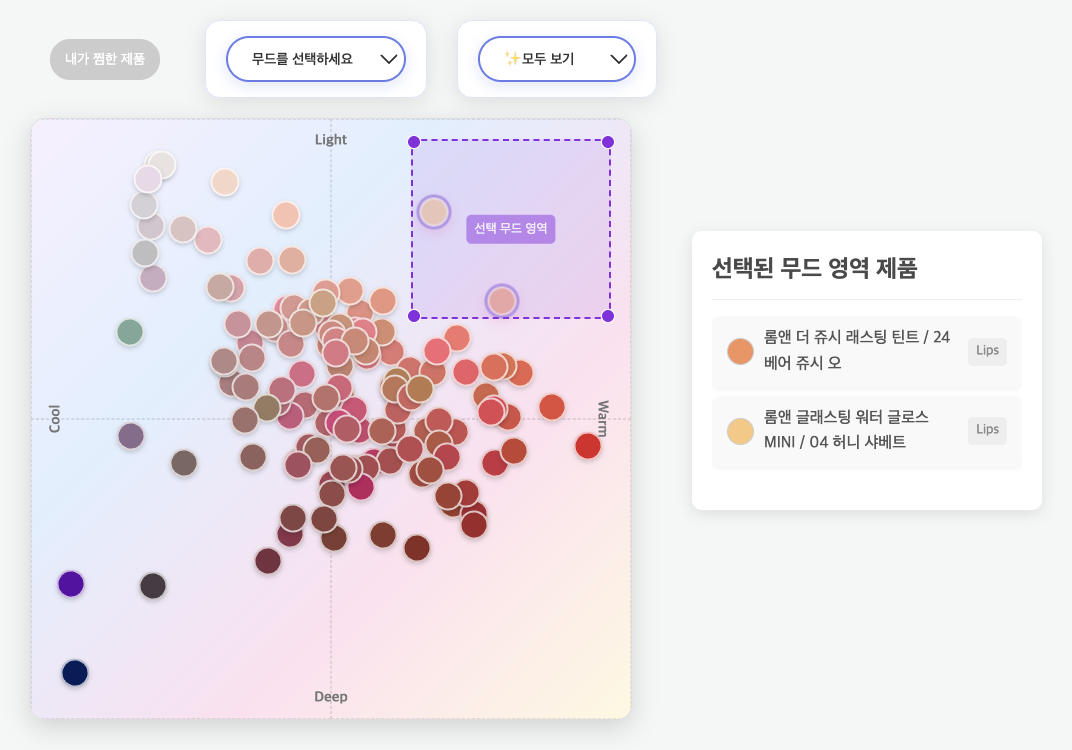 내가 찜한 제품
무드를 선택하세요
✨모두 보기
Light
선택 무드 영역
Cool
Warm
Deep
선택된 무드 영역 제품
롬앤 더 쥬시 래스팅 틴트 / 24
베어 쥬시 오
Lips
롬앤 글래스팅 워터 글로스
MINI / 04 허니 샤베트
Lips